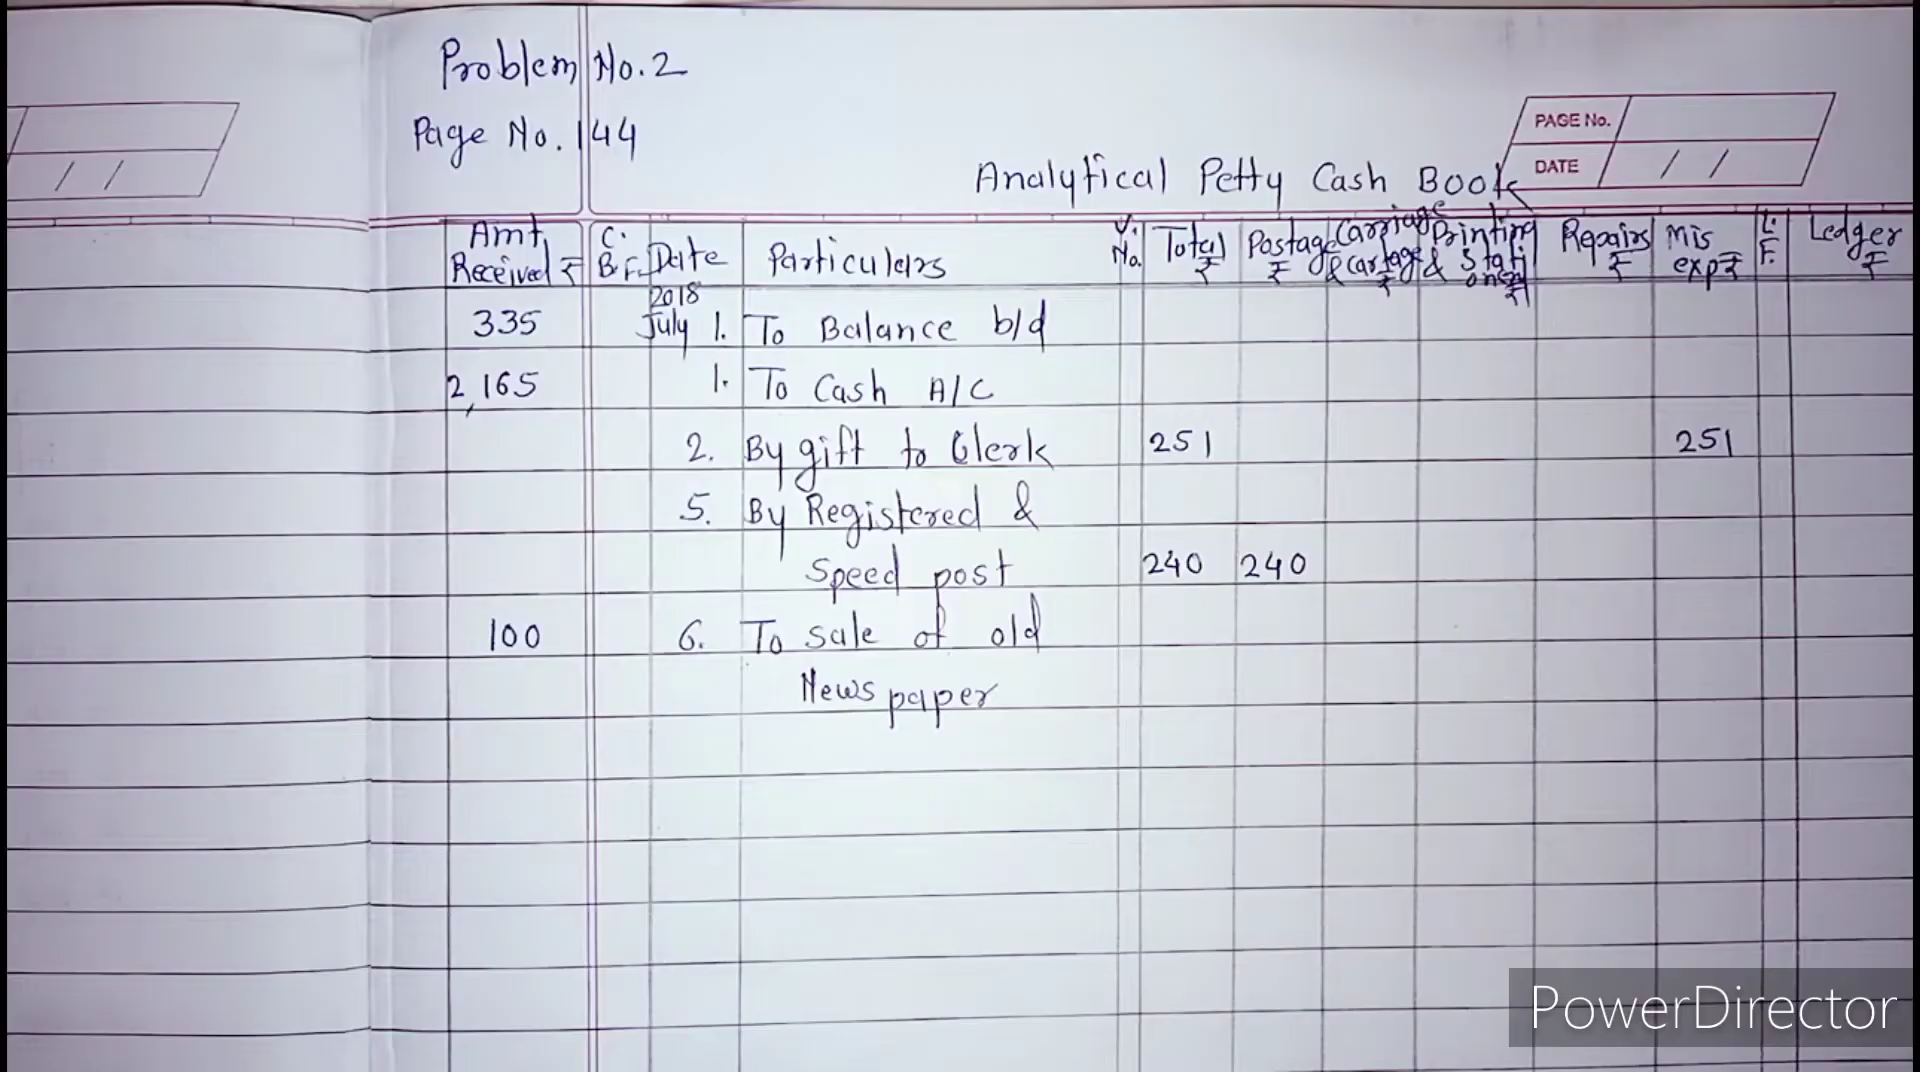 Problem No. 2
Page No. 144
PAGE No.
DATE / /
/ /
Analytical Petty Cash Book
Amt Received ₹ C. B. F. Date Particulars V. No. Total ₹ Postage ₹ Carriage & Cartage ₹ Printing & Stationery ₹ Repairs ₹ Mis exp ₹ L. F. Ledger ₹
2018
335 July 1. To Balance b/d
2,165 1. To Cash A/C
2. By gift to Clerk 251 251
5. By Registered &
Speed post 240 240
100 6. To sale of old
News paper
PowerDirector